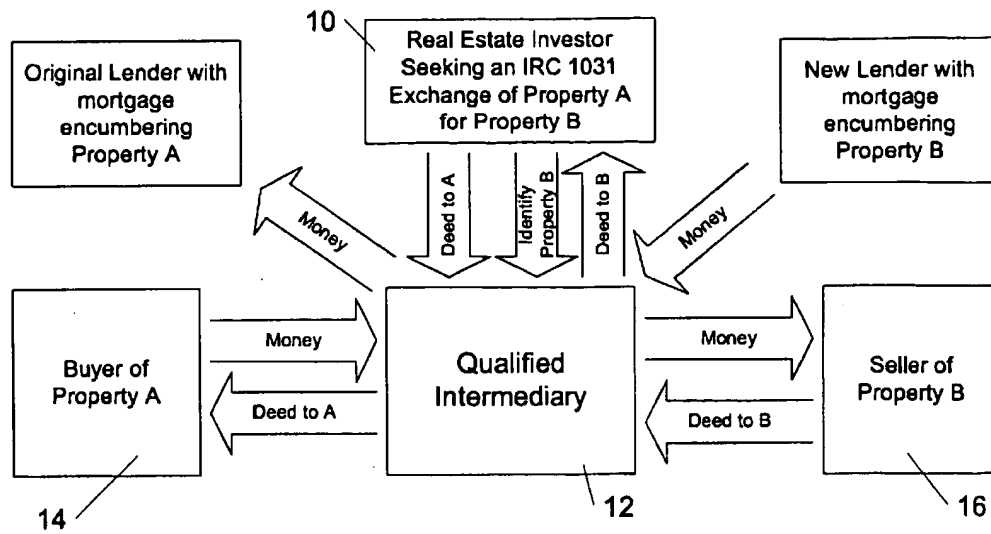 10
Original Lender with
mortgage
encumbering
Property A
Real Estate Investor
Seeking an IRC 1031
Exchange of Property A
for Property B
New Lender with
mortgage
encumbering
Property B
Money
Deed to A
Identify
Property B
Deed to B
Money
Buyer of
Property A
Money
Deed to A
Qualified
Intermediary
Money
Deed to B
Seller of
Property B
14
12
16